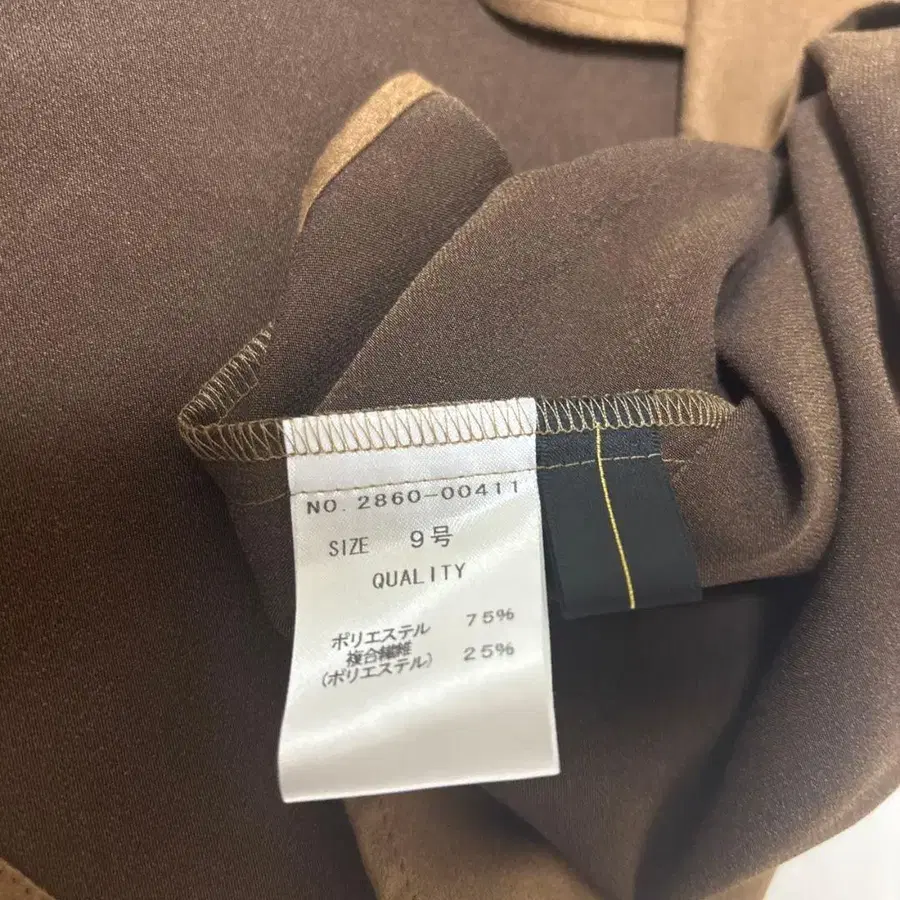 NO. 2860-00411
SIZE 9号
QUALITY
ポリエステル 75%
複合繊維
(ポリエステル) 25%